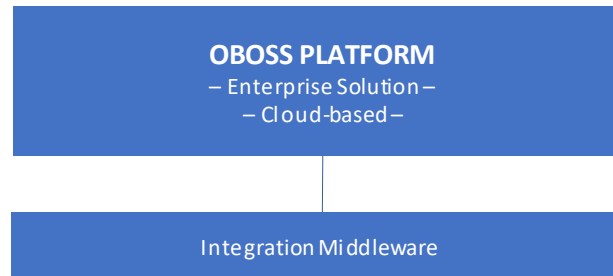 OBOSS PLATFORM
– Enterprise Solution –
– Cloud-based –
Integration Middleware